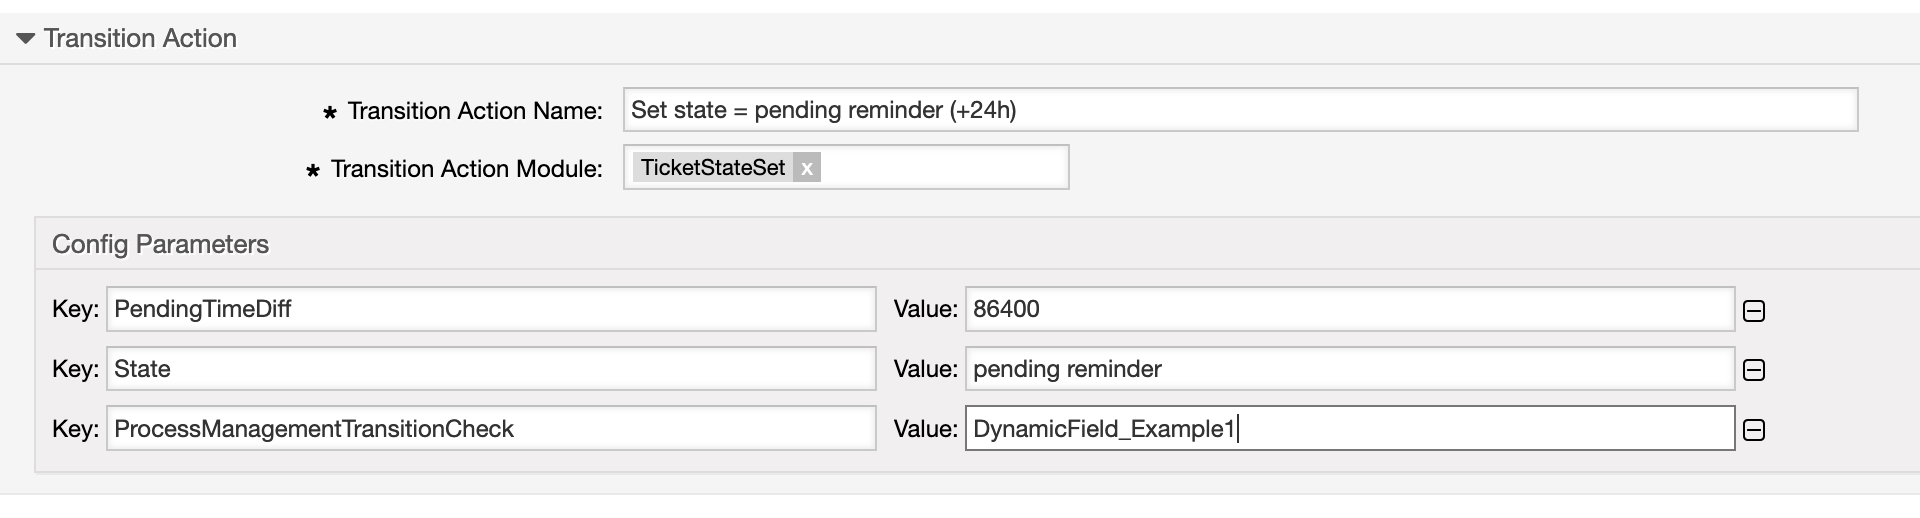 Transition Action
* Transition Action Name: Set state = pending reminder (+24h)
* Transition Action Module: TicketStateSet x
Config Parameters
Key: PendingTimeDiff Value: 86400
Key: State Value: pending reminder
Key: ProcessManagementTransitionCheck Value: DynamicField_Example1